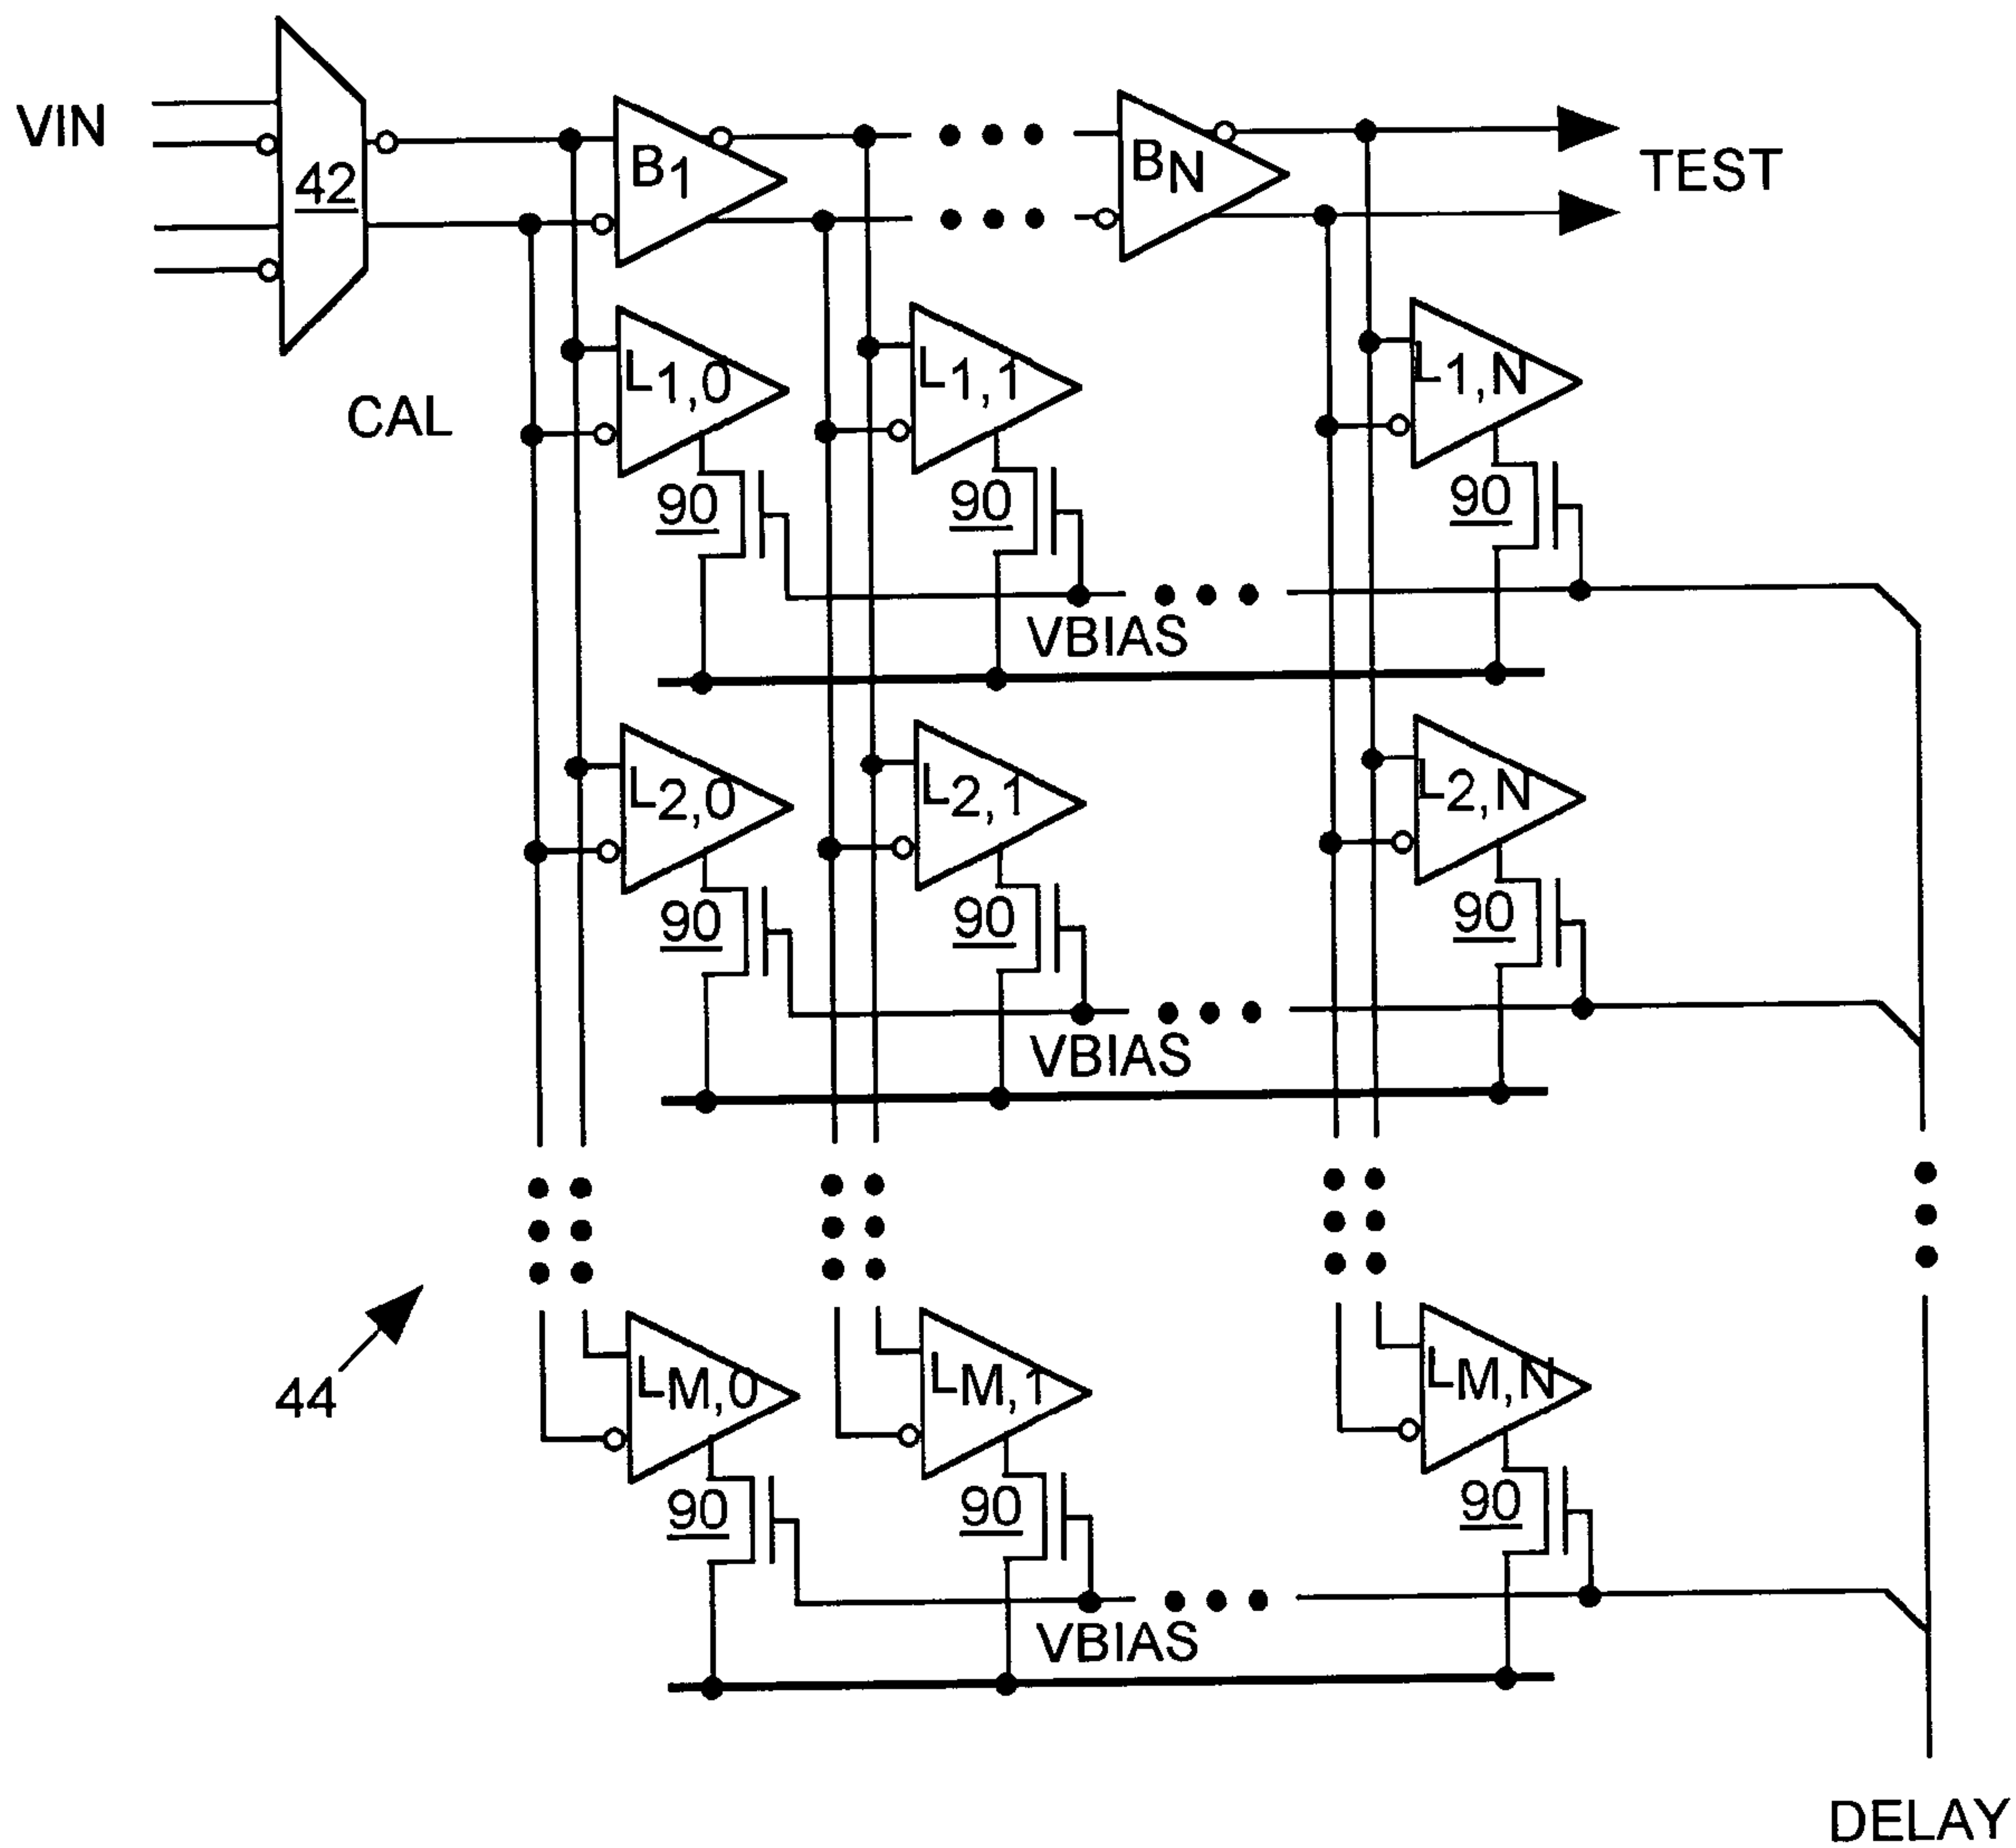 VIN
42
B1
BN
TEST
L1,0
L1,1
L1,N
CAL
90
90
90
VBIAS
L2,0
L2,1
L2,N
90
90
90
VBIAS
44
LM,0
LM,1
LM,N
90
90
90
VBIAS
DELAY